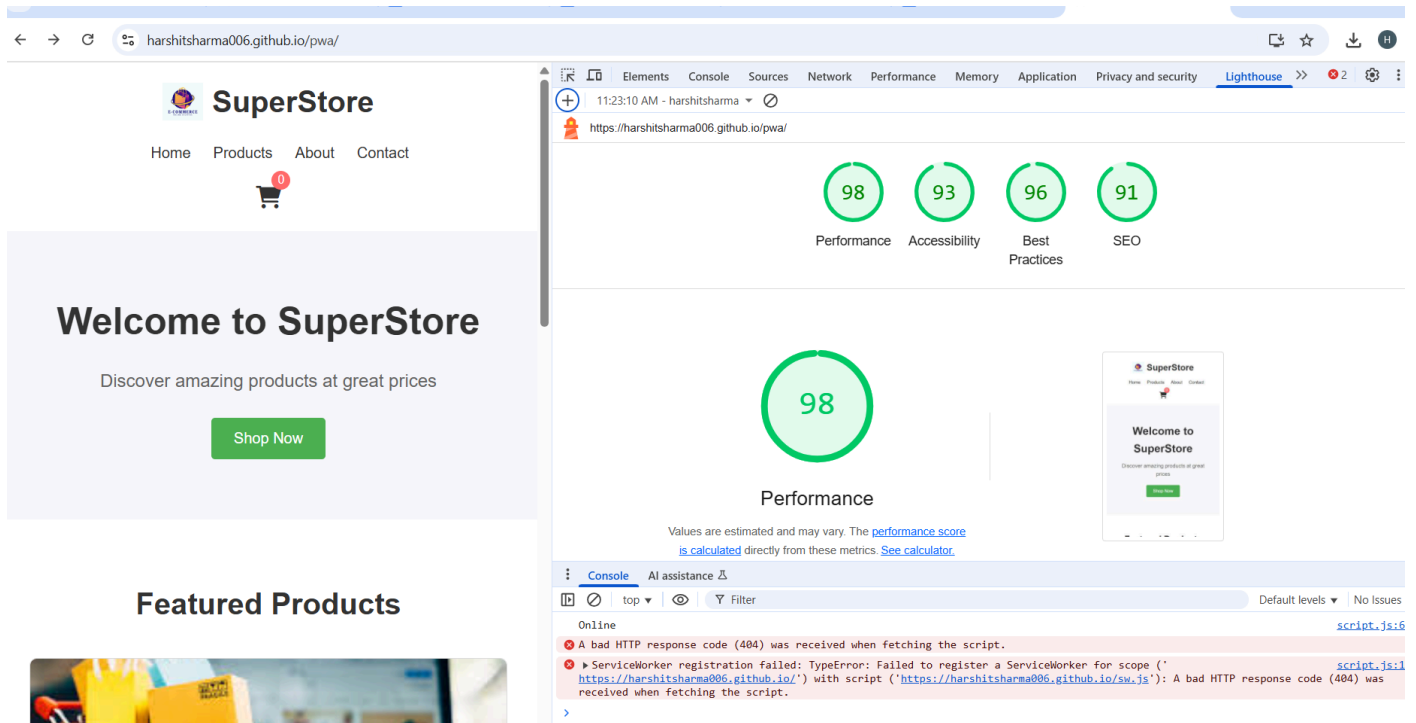 harshitsharma006.github.io/pwa/
H
E-COMMERCE
SuperStore
Home Products About Contact
0
Welcome to SuperStore
Discover amazing products at great prices
Shop Now
Featured Products
Elements Console Sources Network Performance Memory Application Privacy and security Lighthouse 2
11:23:10 AM - harshitsharma
https://harshitsharma006.github.io/pwa/
98 93 96 91
Performance Accessibility Best Practices SEO
98
Performance
Values are estimated and may vary. The performance score
is calculated directly from these metrics. See calculator.
SuperStore
Home Products About Contact
Welcome to
SuperStore
Discover amazing products at great
prices
Shop Now
Console AI assistance
top Filter Default levels No Issues
Online script.js:6
A bad HTTP response code (404) was received when fetching the script.
ServiceWorker registration failed: TypeError: Failed to register a ServiceWorker for scope (' script.js:1
https://harshitsharma006.github.io/') with script ('https://harshitsharma006.github.io/sw.js'): A bad HTTP response code (404) was
received when fetching the script.